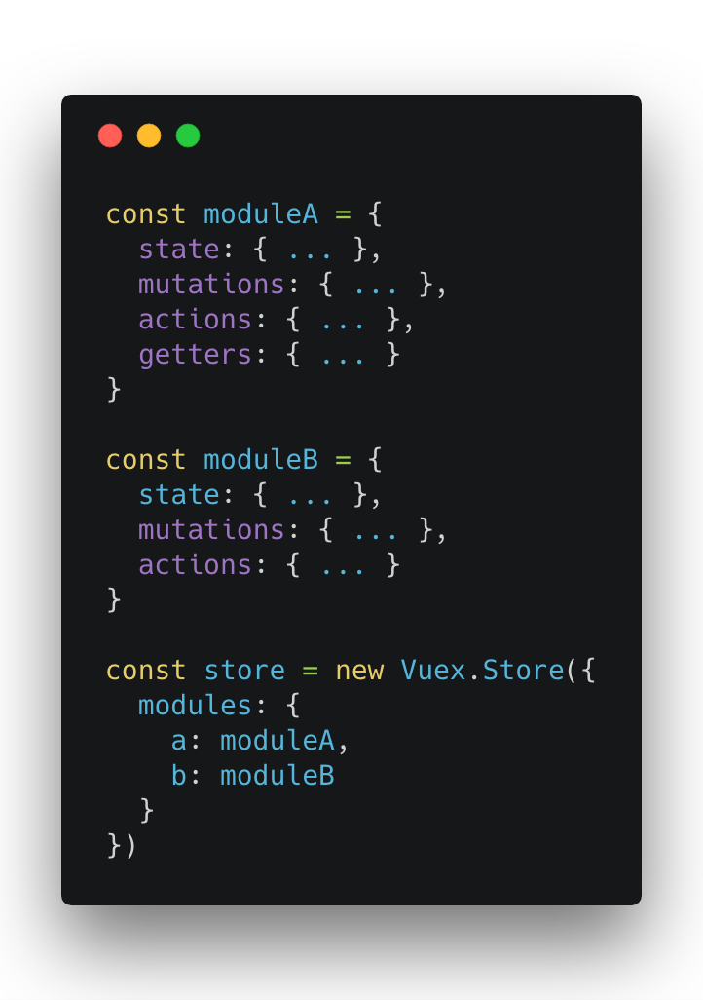 const moduleA = {
  state: { ... },
  mutations: { ... },
  actions: { ... },
  getters: { ... }
}

const moduleB = {
  state: { ... },
  mutations: { ... },
  actions: { ... }
}

const store = new Vuex.Store({
  modules: {
    a: moduleA,
    b: moduleB
  }
})